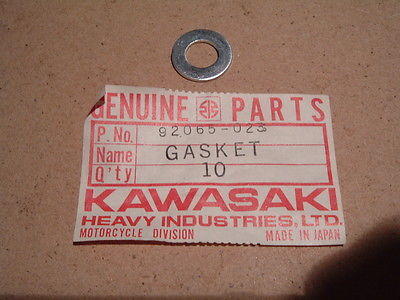 GENUINE PARTS
P. No. 92065-023
Name GASKET
Q'ty 10
KAWASAKI
HEAVY INDUSTRIES, LTD.
MOTORCYCLE DIVISION MADE IN JAPAN